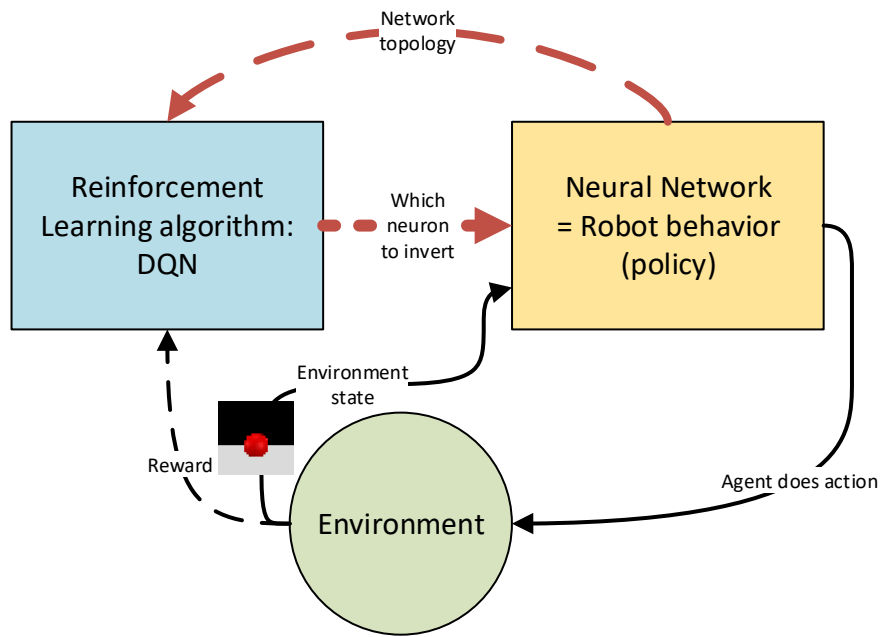 Network
topology
Reinforcement
Learning algorithm:
DQN
Which
neuron
to invert
Neural Network
= Robot behavior
(policy)
Environment
state
Reward
Agent does action
Environment